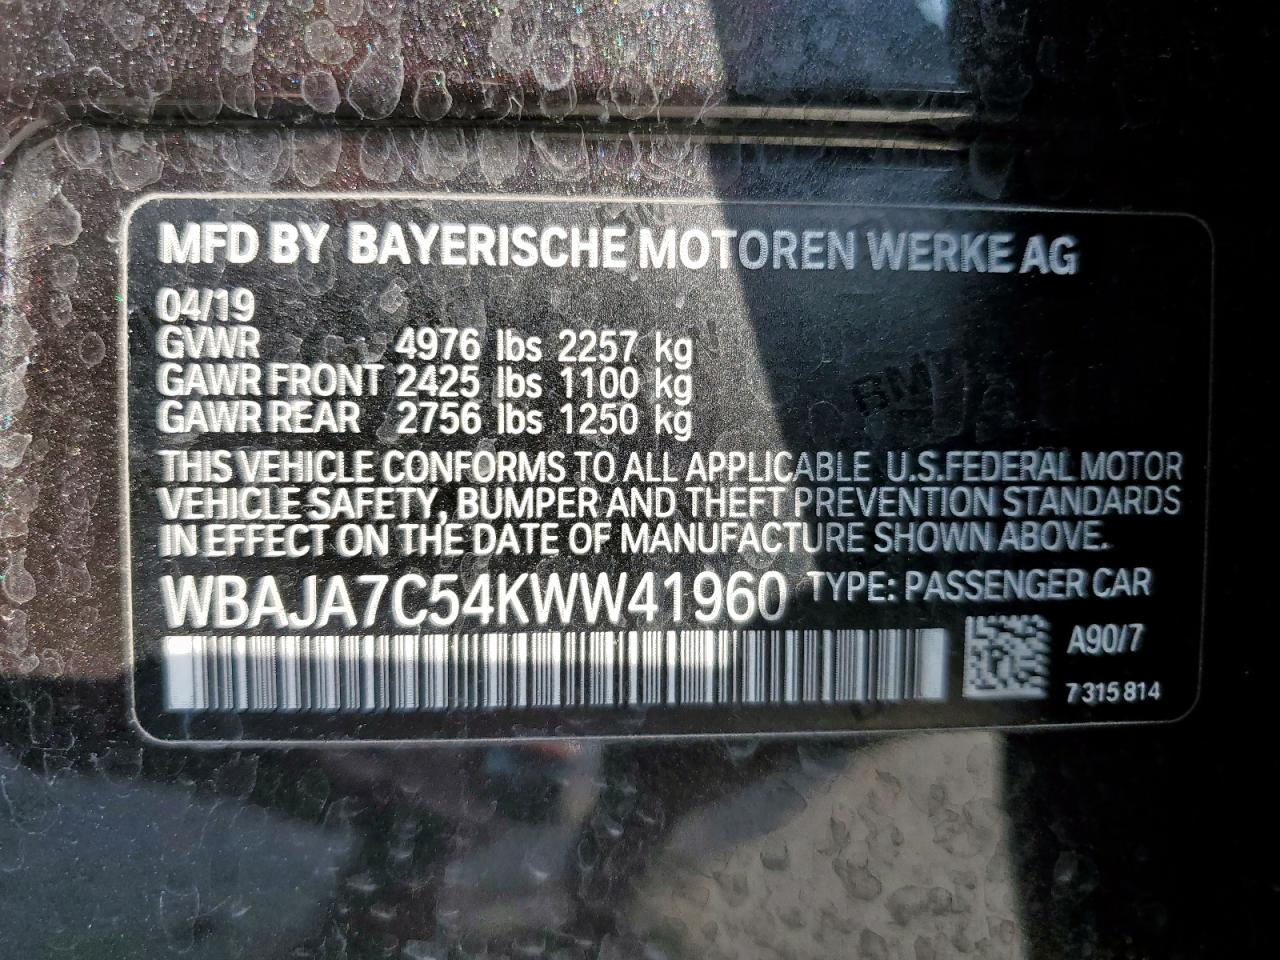 MFD BY BAYERISCHE MOTOREN WERKE AG
04/19
GVWR 4976 lbs 2257 kg
GAWR FRONT 2425 lbs 1100 kg
GAWR REAR 2756 lbs 1250 kg
THIS VEHICLE CONFORMS TO ALL APPLICABLE U.S.FEDERAL MOTOR
VEHICLE SAFETY, BUMPER AND THEFT PREVENTION STANDARDS
IN EFFECT ON THE DATE OF MANUFACTURE SHOWN ABOVE.
WBAJA7C54KWW41960 TYPE: PASSENGER CAR
A90/7
7 315 814
BMW